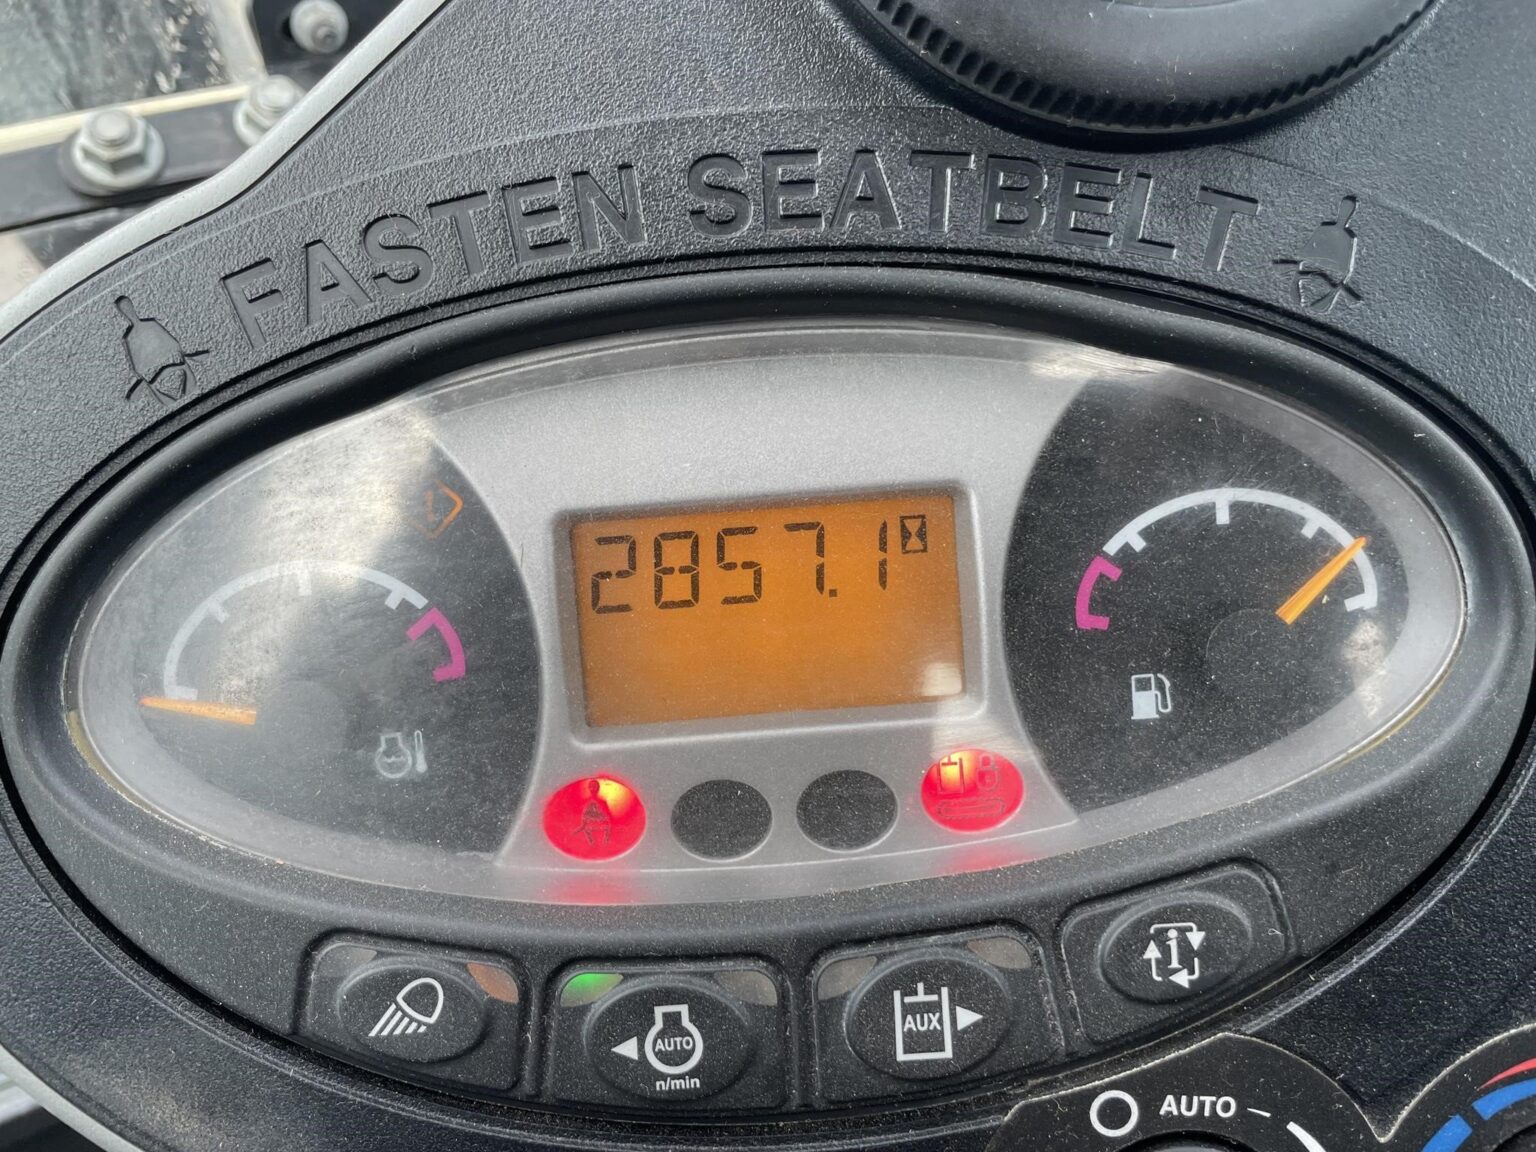 FASTEN SEATBELT
2857.1
AUTO
n/min
AUX
i
AUTO